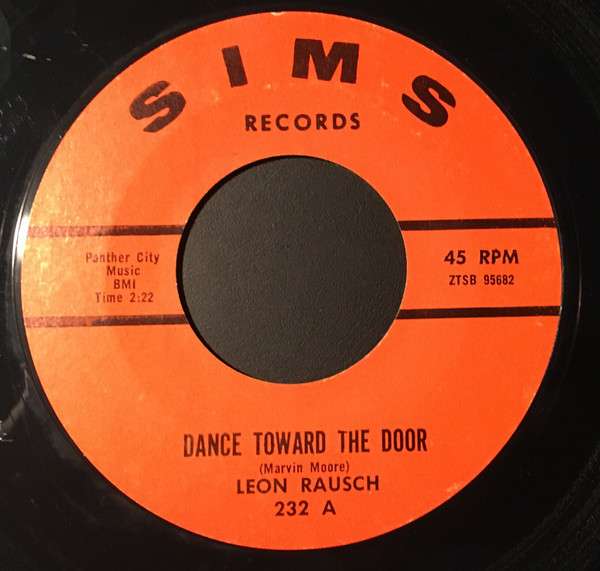 SIMS
RECORDS
Panther City
Music
BMI
Time 2:22
45 RPM
ZTSB 95682
DANCE TOWARD THE DOOR
(Marvin Moore)
LEON RAUSCH
232 A